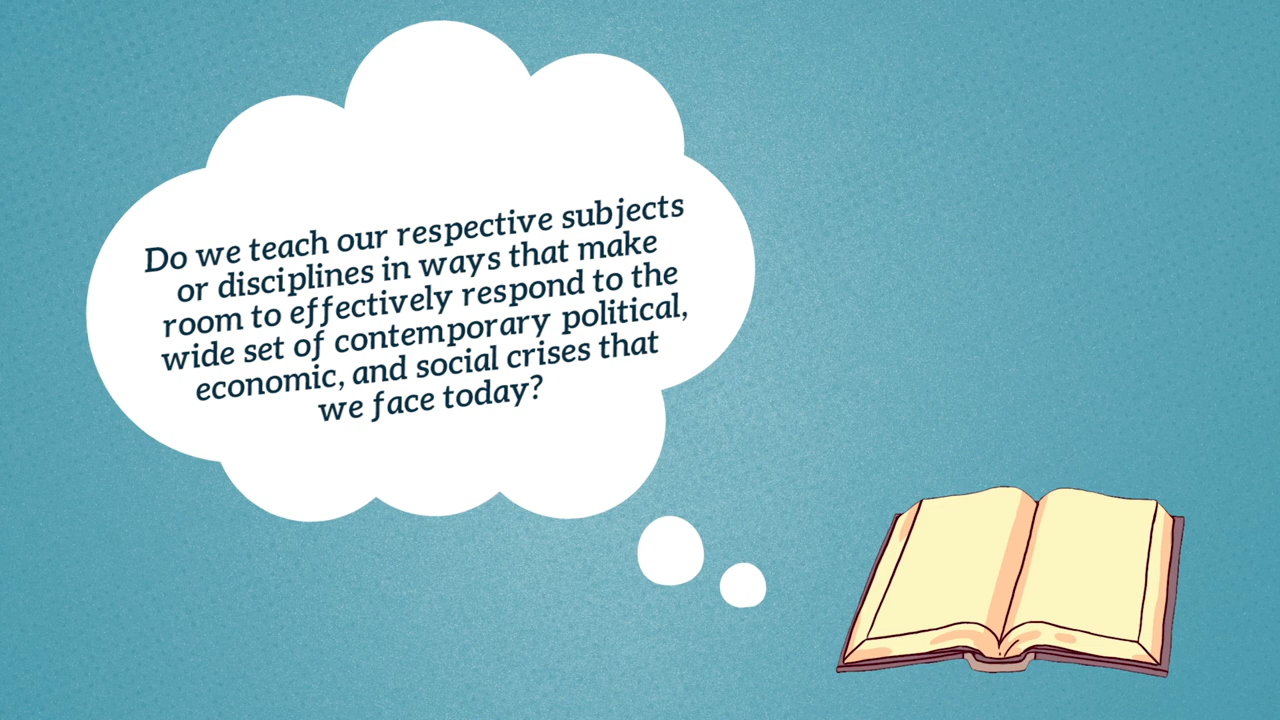 Do we teach our respective subjects
or disciplines in ways that make
room to effectively respond to the
wide set of contemporary political,
economic, and social crises that
we face today?